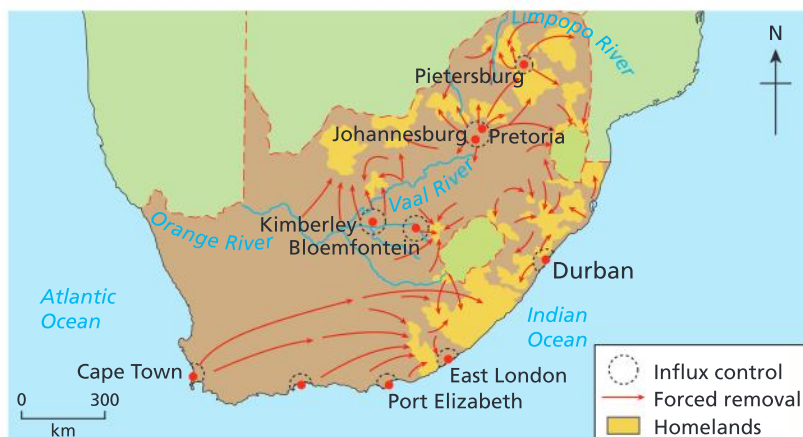 Limpopo River
N
Pietersburg
Johannesburg
Pretoria
Vaal River
Kimberley
Orange River
Bloemfontein
Durban
Atlantic
Ocean
Indian
Ocean
Cape Town
East London
Port Elizabeth
0 300
km
Influx control
Forced removal
Homelands